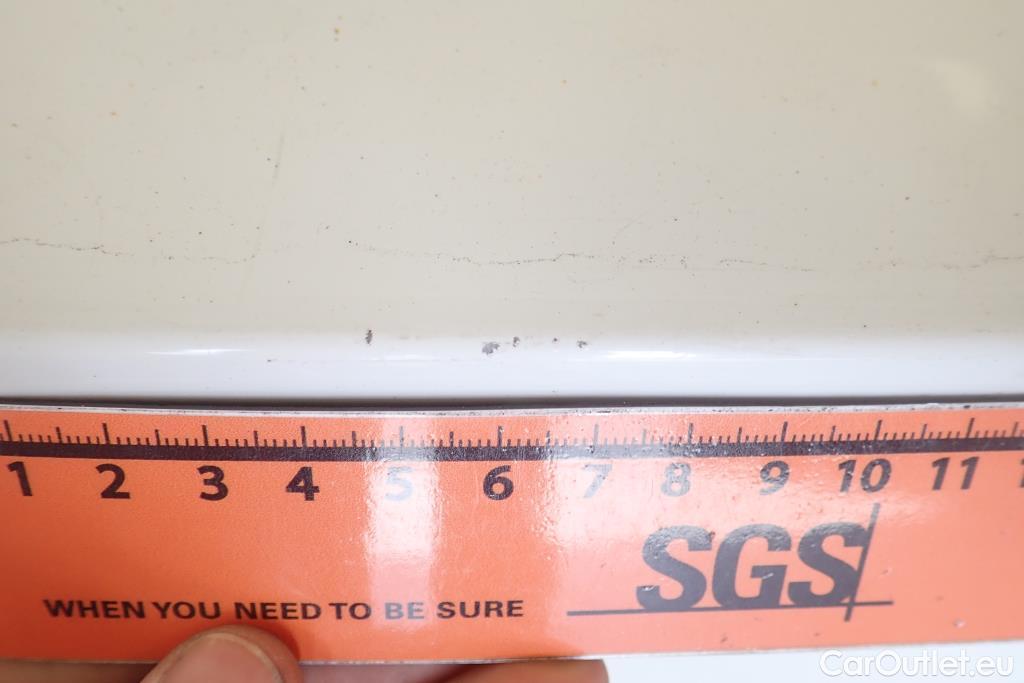 1 2 3 4 5 6 7 8 9 10 11
SGS
WHEN YOU NEED TO BE SURE
CarOutlet.eu